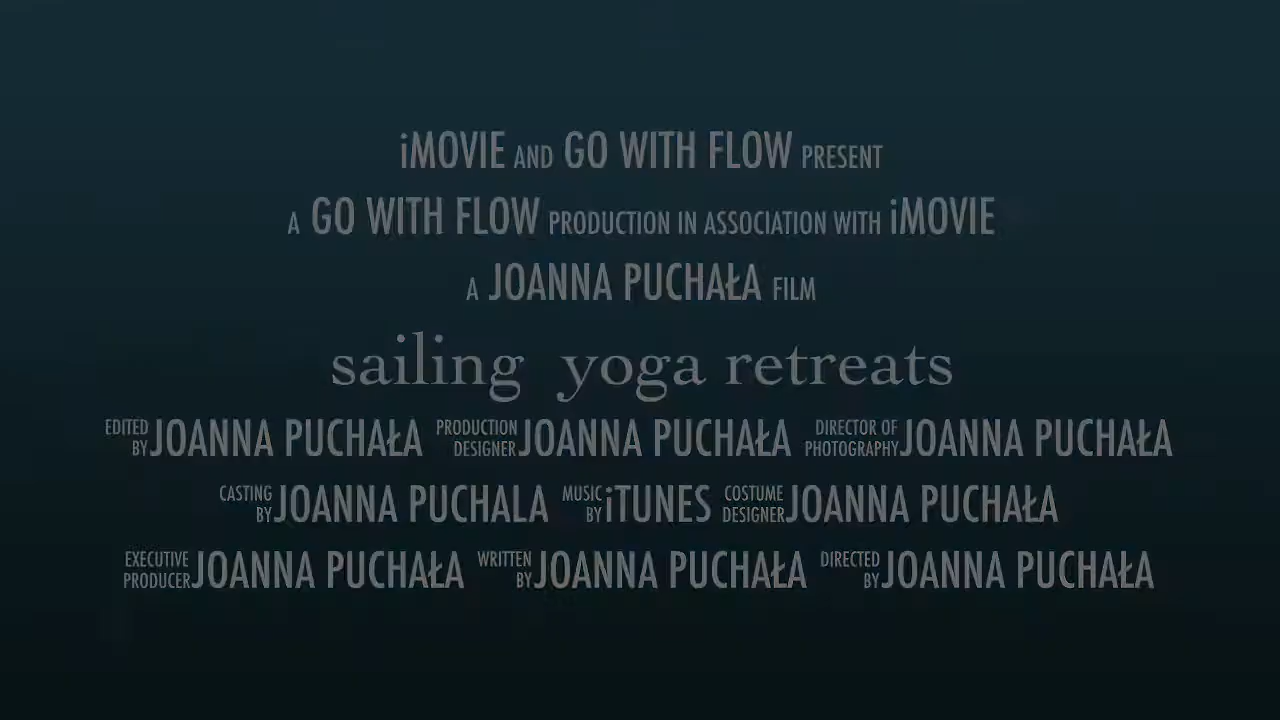 iMOVIE AND GO WITH FLOW PRESENT
A GO WITH FLOW PRODUCTION IN ASSOCIATION WITH iMOVIE
A JOANNA PUCHAŁA FILM
sailing yoga retreats
EDITED BY JOANNA PUCHAŁA PRODUCTION DESIGNER JOANNA PUCHAŁA DIRECTOR OF PHOTOGRAPHY JOANNA PUCHAŁA
CASTING BY JOANNA PUCHALA MUSIC BY iTUNES COSTUME DESIGNER JOANNA PUCHAŁA
EXECUTIVE PRODUCER JOANNA PUCHAŁA WRITTEN BY JOANNA PUCHAŁA DIRECTED BY JOANNA PUCHAŁA